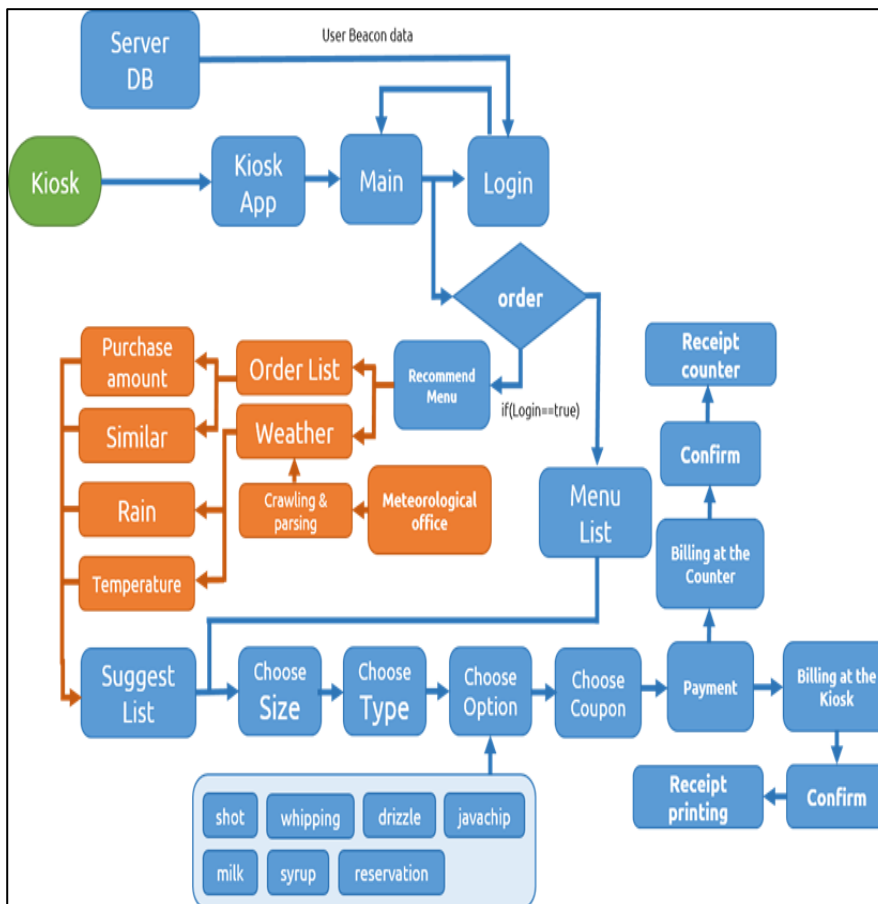 User Beacon data
Server
DB
Kiosk
Kiosk
App
Main
Login
order
Purchase
amount
Order List
Recommend
Menu
if(Login==true)
Receipt
counter
Similar
Weather
Confirm
Rain
Crawling &
parsing
Meteorological
office
Menu
List
Billing at the
Counter
Temperature
Suggest
List
Choose
Size
Choose
Type
Choose
Option
Choose
Coupon
Payment
Billing at the
Kiosk
Receipt
printing
Confirm
shot
whipping
drizzle
javachip
milk
syrup
reservation